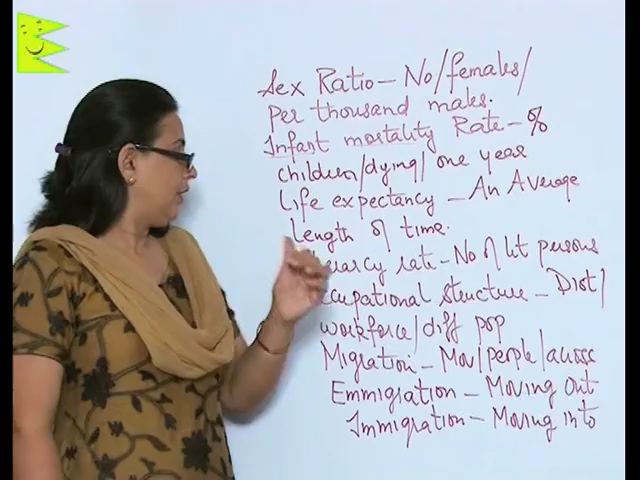 Sex Ratio - No/females/
Per thousand males.
Infant mortality Rate - %
children/dying/ one year
Life expectancy - An Average
Length of time.
racy rate - No of lit persons
cupational structure - Dist/
workforce/diff pop
Migration - Mov/people/across
Emmigration - Moving Out
Immigration - Moving into